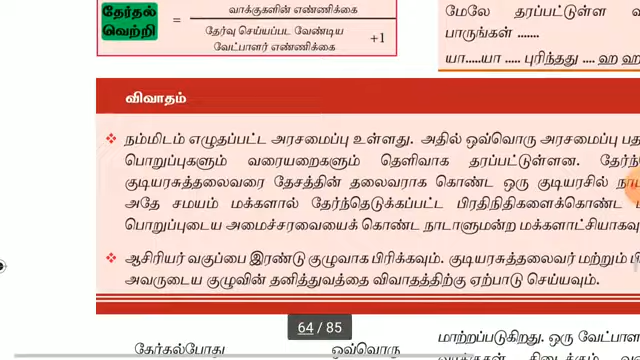 தேர்தல்
வெற்றி
=
வாக்குகளின் எண்ணிக்கை
தேர்வு செய்யப்பட வேண்டிய
வேட்பாளர் எண்ணிக்கை
+1
மேலே தரப்பட்டுள்ள
பாருங்கள் .......
யா.....யா ..... புரிந்தது .... ஹ ஹ
விவாதம்
❖ நம்மிடம் எழுதப்பட்ட அரசமைப்பு உள்ளது. அதில் ஒவ்வொரு அரசமைப்பு
பொறுப்புகளும் வரையறைகளும் தெளிவாக தரப்பட்டுள்ளன.
குடியரசுத்தலைவரை தேசத்தின் தலைவராக கொண்ட ஒரு குடியரசில்
அதே சமயம் மக்களால் தேர்ந்தெடுக்கப்பட்ட பிரதிநிதிகளைக்கொண்ட
பொறுப்புடைய அமைச்சரவையைக் கொண்ட நாடாளுமன்ற மக்களாட்சியாகவு
❖ ஆசிரியர் வகுப்பை இரண்டு குழுவாக பிரிக்கவும். குடியரசுத்தலைவர் மற்றும்
அவருடைய குழுவின் தனித்துவத்தை விவாதத்திற்கு ஏற்பாடு செய்யவும்.
64 / 85
தேர்தல்போது ஒவ்வொரு
மாற்றப்படுகிறது. ஒரு வேட்பா